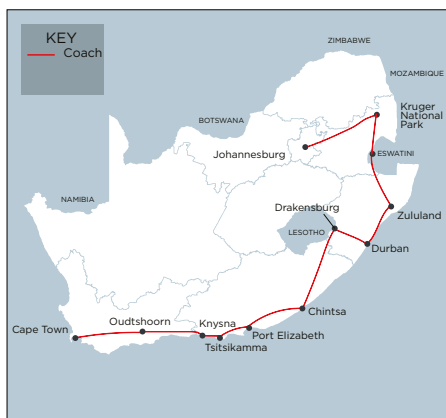 KEY
Coach
ZIMBABWE
MOZAMBIQUE
BOTSWANA
Kruger
National
Park
Johannesburg
ESWATINI
NAMIBIA
Drakensburg
Zululand
LESOTHO
Durban
Chintsa
Oudtshoorn
Knysna
Cape Town
Port Elizabeth
Tsitsikamma